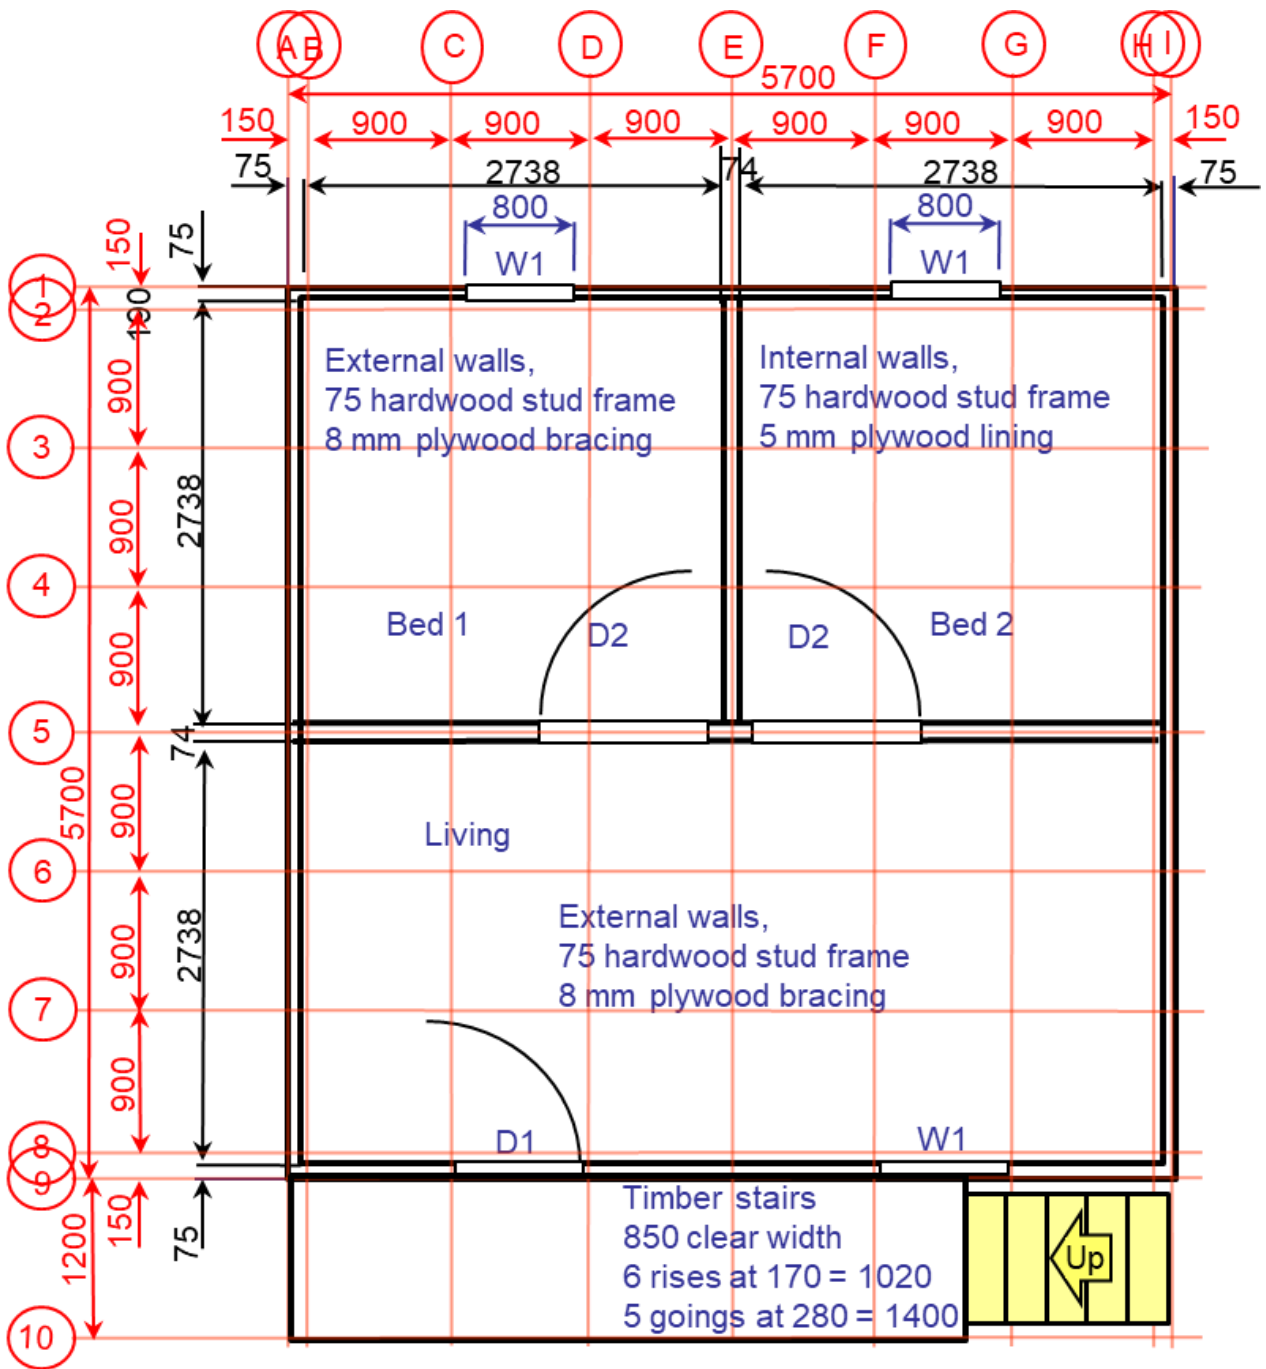 A B C D E F G H I
5700
150 900 900 900 900 900 900 150
75 2738 74 2738 75
800 800
W1 W1
75
150
1
190
2
External walls,
75 hardwood stud frame
8 mm plywood bracing
Internal walls,
75 hardwood stud frame
5 mm plywood lining
900
3
2738
900
4
Bed 1 D2 D2 Bed 2
900
5
74
5700
900
Living
6
External walls,
75 hardwood stud frame
8 mm plywood bracing
900
2738
7
900
D1 W1
8
9
150
75
1200
Timber stairs
850 clear width
6 rises at 170 = 1020
5 goings at 280 = 1400
Up
10